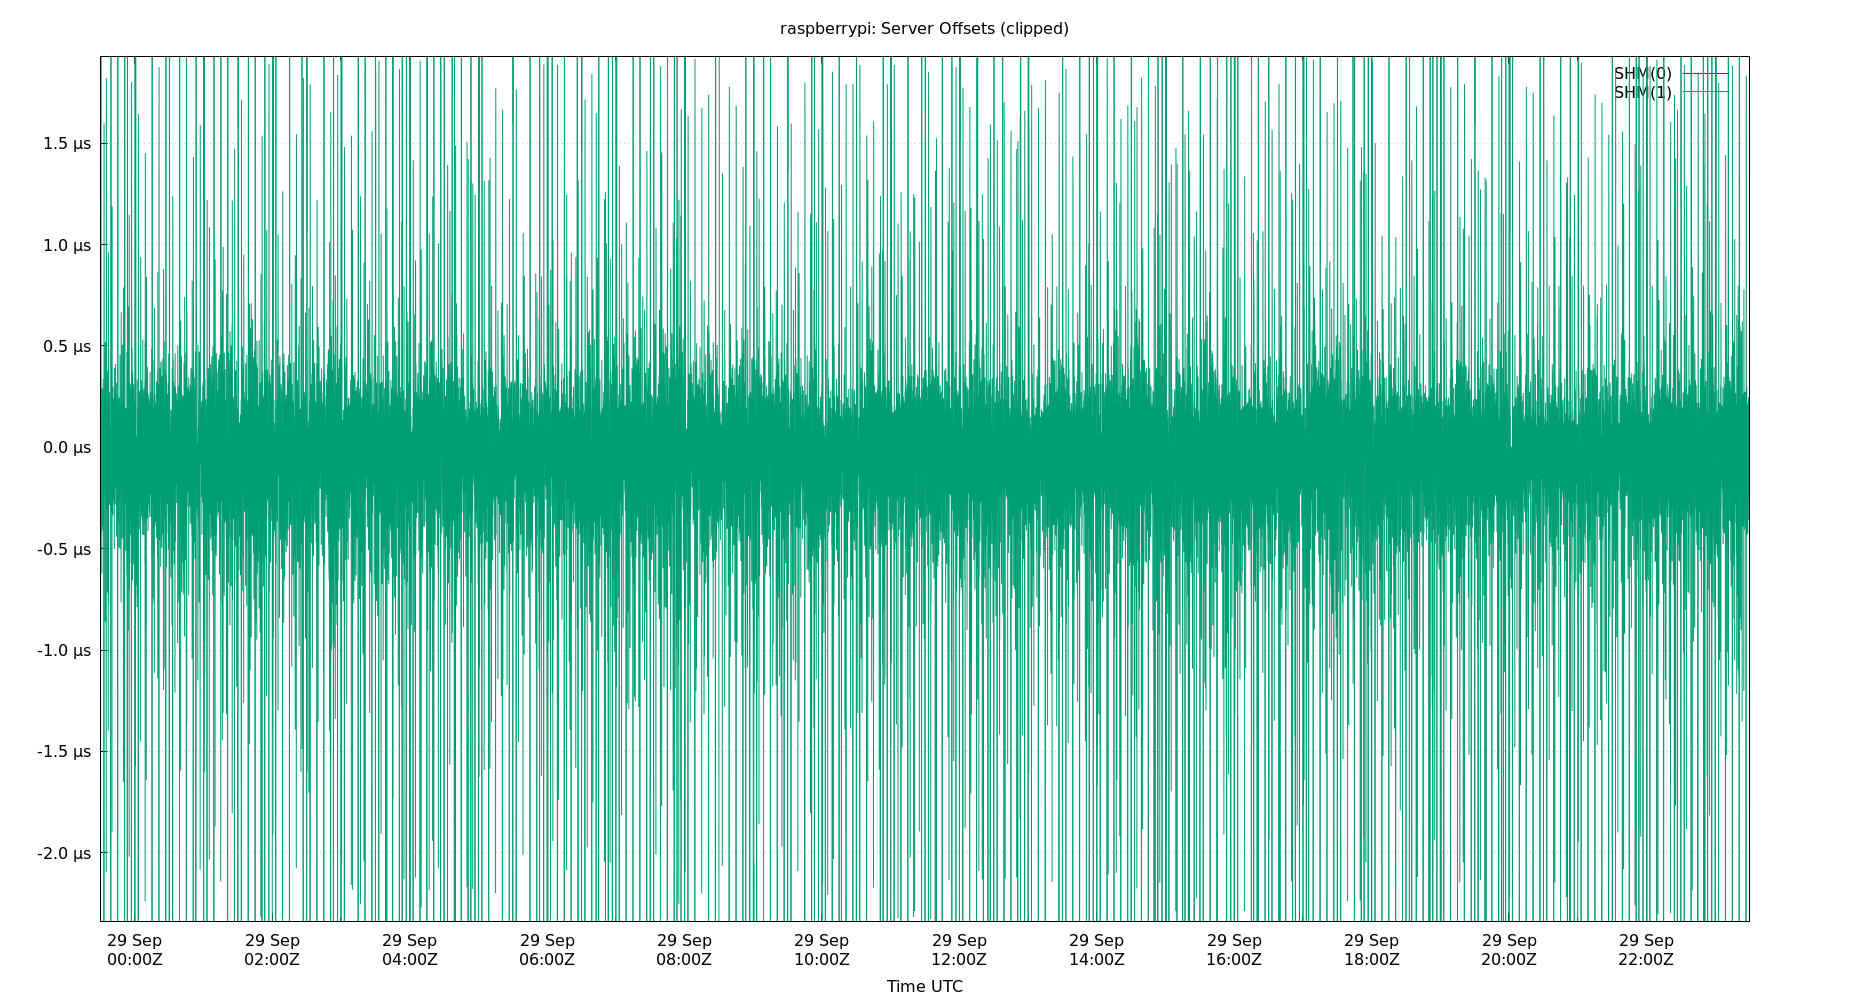 raspberrypi: Server Offsets (clipped)
SHM(0)
SHM(1)
1.5 µs
1.0 µs
0.5 µs
0.0 µs
-0.5 µs
-1.0 µs
-1.5 µs
-2.0 µs
29 Sep 29 Sep 29 Sep 29 Sep 29 Sep 29 Sep 29 Sep 29 Sep 29 Sep 29 Sep 29 Sep 29 Sep
00:00Z 02:00Z 04:00Z 06:00Z 08:00Z 10:00Z 12:00Z 14:00Z 16:00Z 18:00Z 20:00Z 22:00Z
Time UTC